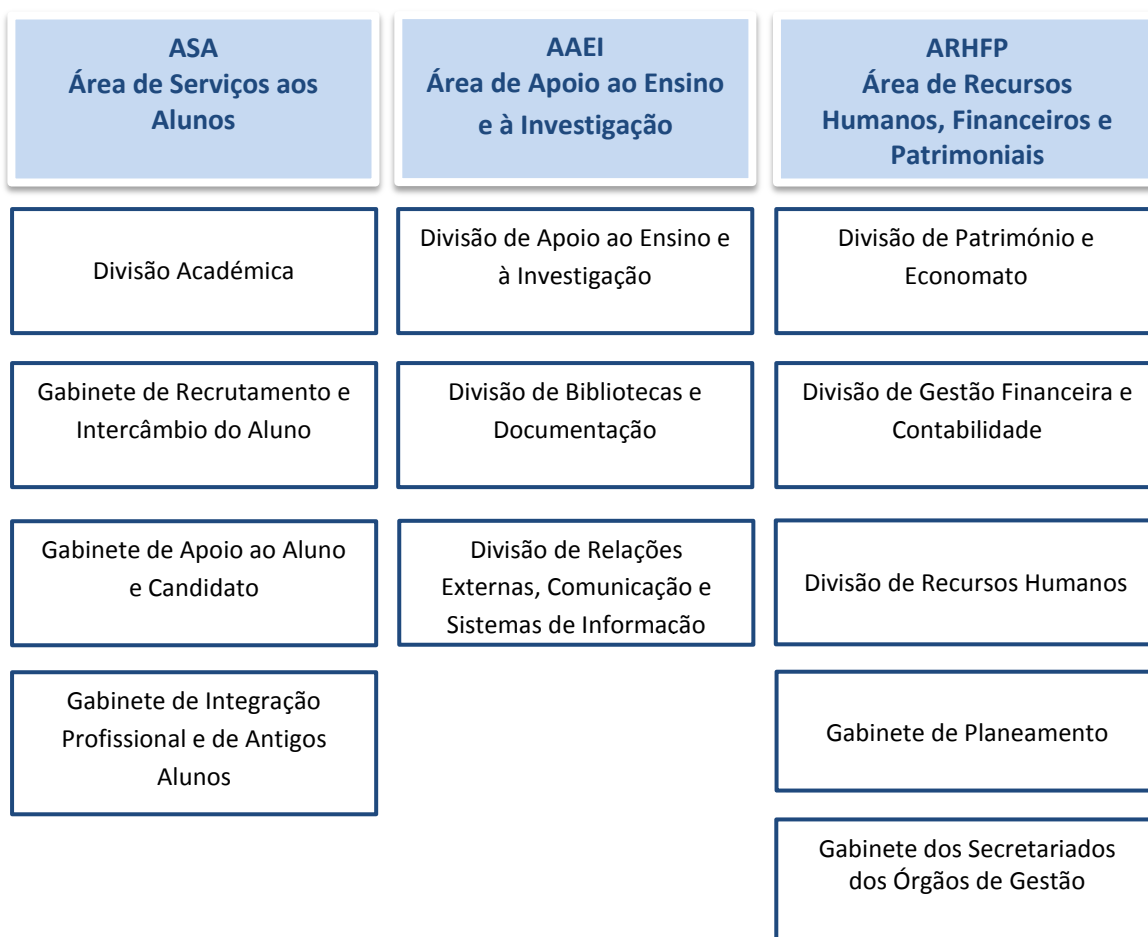 ASA
Área de Serviços aos
Alunos
Divisão Académica
Gabinete de Recrutamento e
Intercâmbio do Aluno
Gabinete de Apoio ao Aluno
e Candidato
Gabinete de Integração
Profissional e de Antigos
Alunos
AAEI
Área de Apoio ao Ensino
e à Investigação
Divisão de Apoio ao Ensino e
à Investigação
Divisão de Bibliotecas e
Documentação
Divisão de Relações
Externas, Comunicação e
Sistemas de Informação
ARHFP
Área de Recursos
Humanos, Financeiros e
Patrimoniais
Divisão de Património e
Economato
Divisão de Gestão Financeira e
Contabilidade
Divisão de Recursos Humanos
Gabinete de Planeamento
Gabinete dos Secretariados
dos Órgãos de Gestão